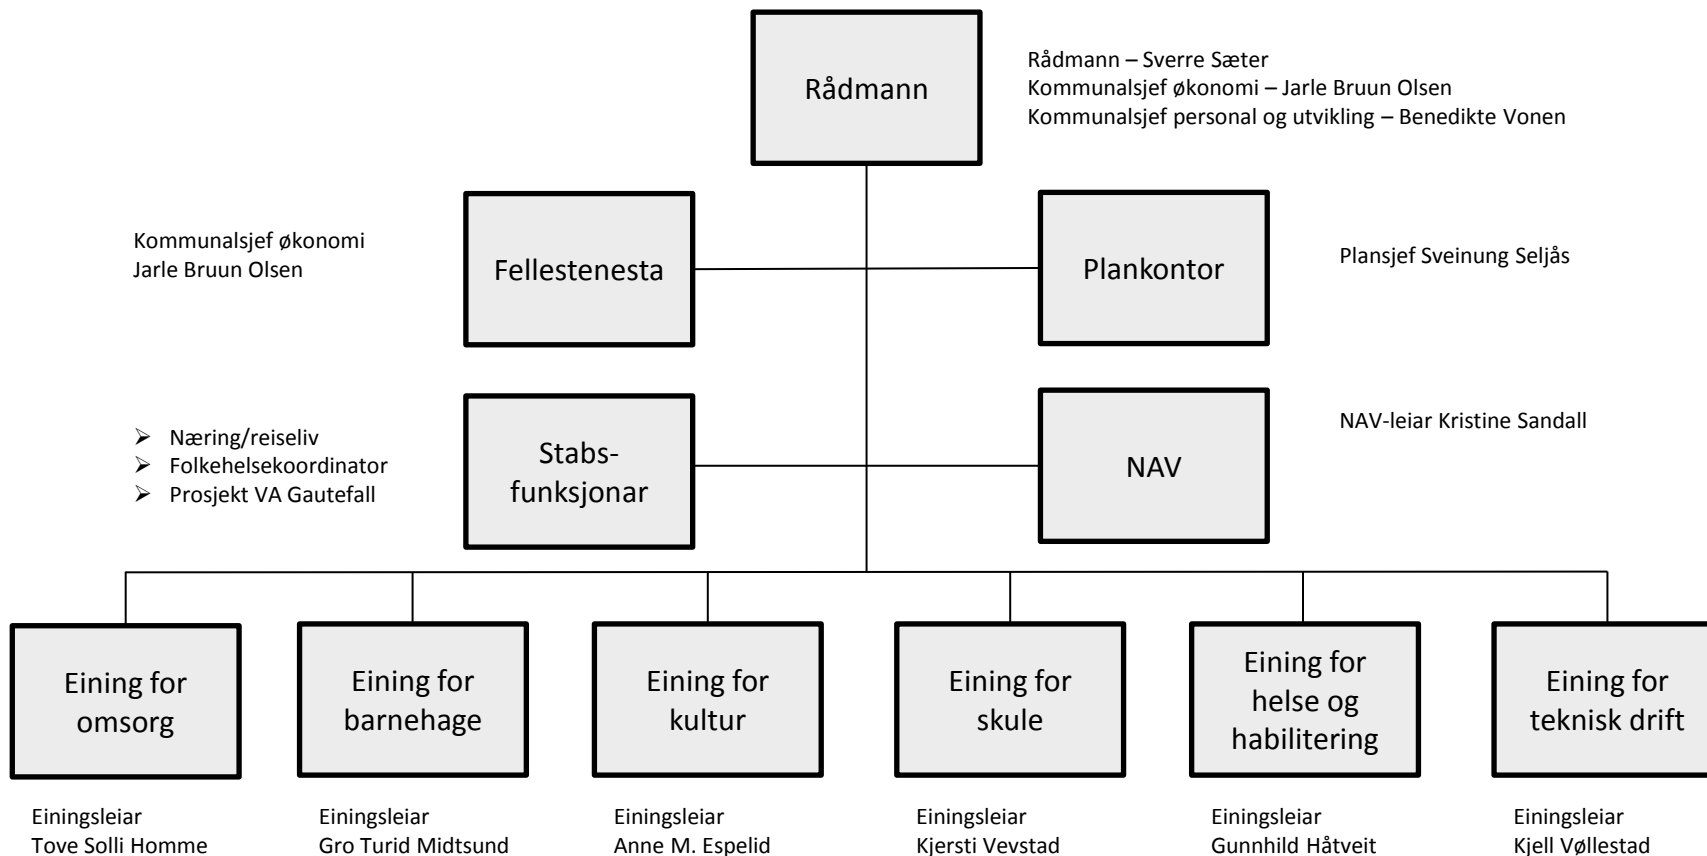 Rådmann
Rådmann – Sverre Sæter
Kommunalsjef økonomi – Jarle Bruun Olsen
Kommunalsjef personal og utvikling – Benedikte Vonen
Kommunalsjef økonomi
Jarle Bruun Olsen
Fellestenesta
Plankontor
Plansjef Sveinung Seljås
➢ Næring/reiseliv
➢ Folkehelsekoordinator
➢ Prosjekt VA Gautefall
Stabs-
funksjonar
NAV
NAV-leiar Kristine Sandall
Eining for
omsorg
Eining for
barnehage
Eining for
kultur
Eining for
skule
Eining for
helse og
habilitering
Eining for
teknisk drift
Einingsleiar
Tove Solli Homme
Einingsleiar
Gro Turid Midtsund
Einingsleiar
Anne M. Espelid
Einingsleiar
Kjersti Vevstad
Einingsleiar
Gunnhild Håtveit
Einingsleiar
Kjell Vøllestad